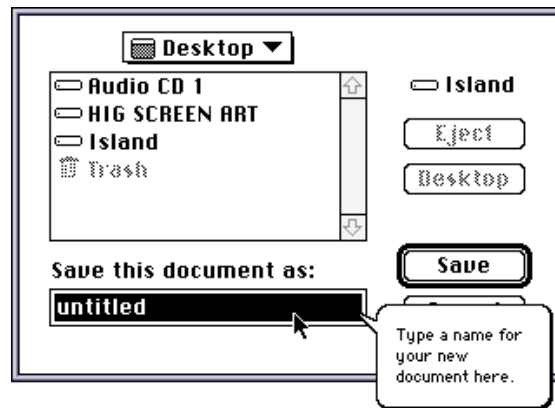 Desktop
Audio CD 1
Island
HIG SCREEN ART
Eject
Island
Trash
Desktop
Save this document as:
Save
untitled
Type a name for
your new
document here.